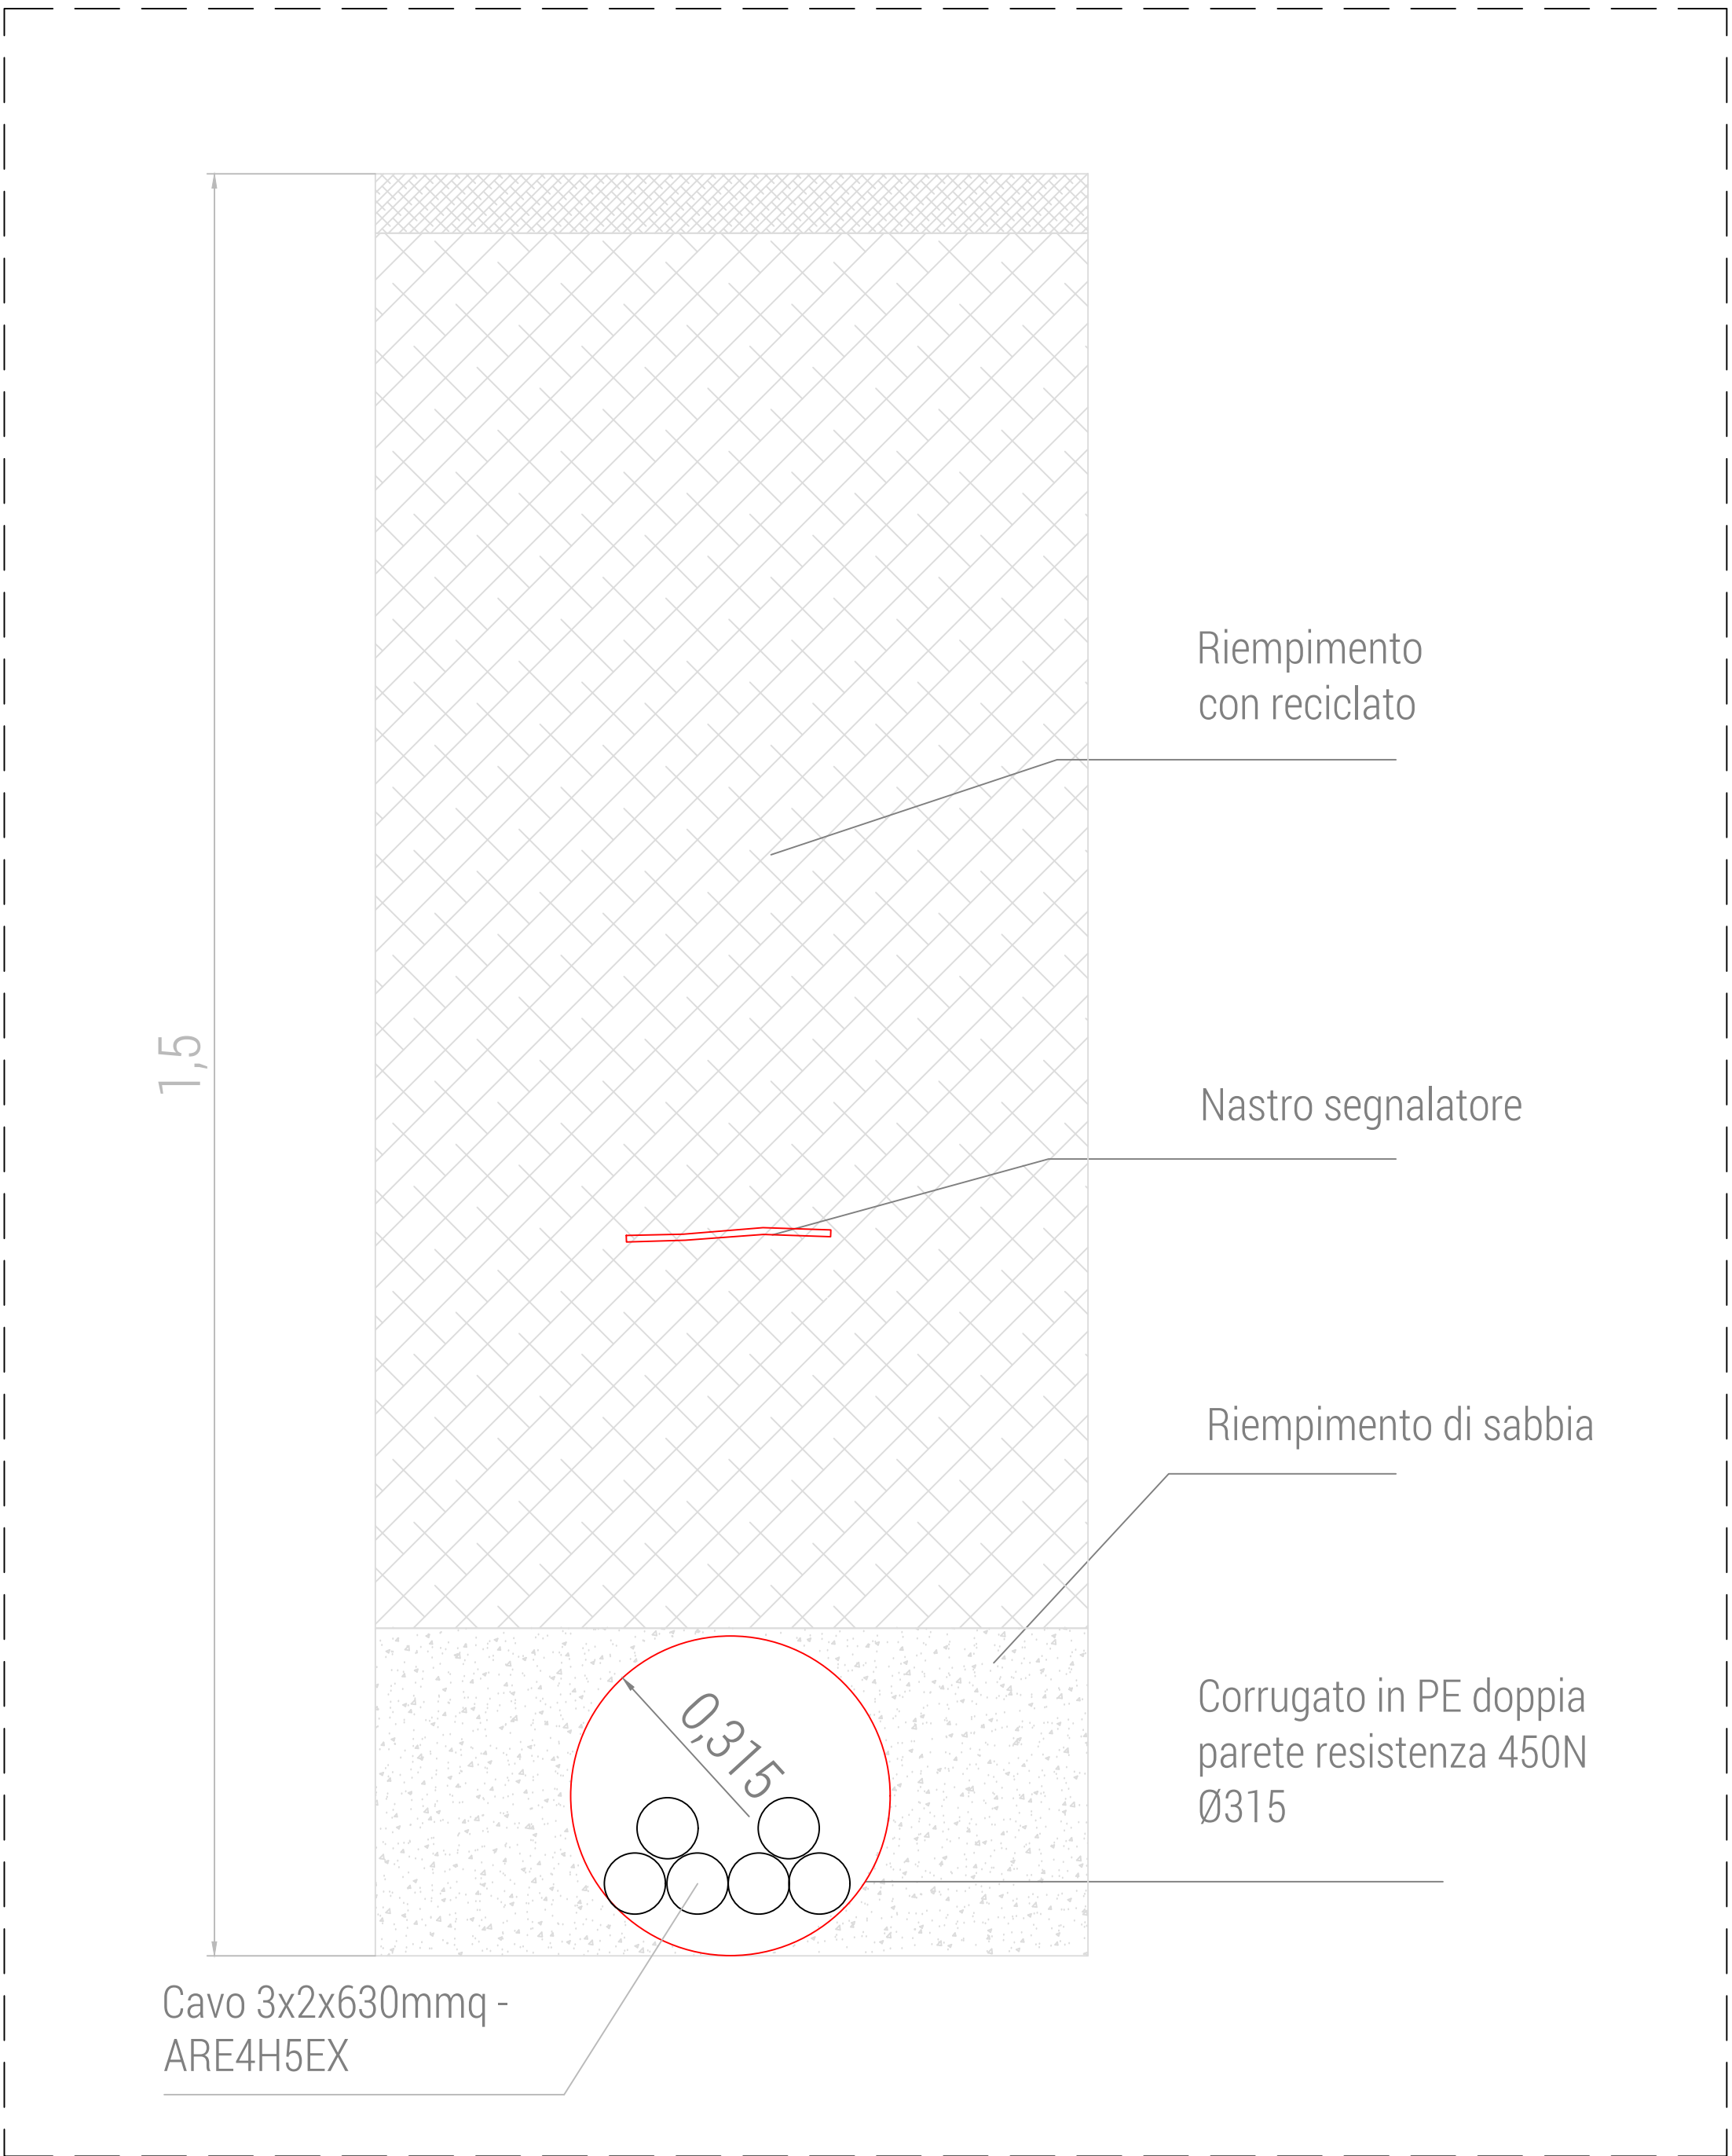 Riempimento
con reciclato
1,5
Nastro segnalatore
Riempimento di sabbia
Corrugato in PE doppia
parete resistenza 450N
Ø315
0,315
Cavo 3x2x630mmq -
ARE4H5EX